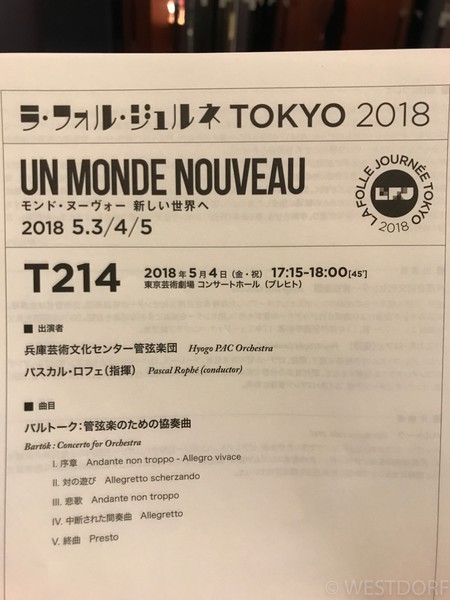 ラ・フォル・ジュルネ TOKYO 2018
UN MONDE NOUVEAU
モンド・ヌーヴォー 新しい世界へ
2018 5.3/4/5
LA FOLLE JOURNÉE TOKYO 2018
LFJ
T214
2018年5月4日(金・祝) 17:15-18:00[45']
東京芸術劇場 コンサートホール(ブレヒト)
■ 出演者
兵庫芸術文化センター管弦楽団 Hyogo PAC Orchestra
パスカル・ロフェ(指揮) Pascal Rophé (conductor)
■ 曲目
バルトーク:管弦楽のための協奏曲
Bartók : Concerto for Orchestra
I. 序章 Andante non troppo - Allegro vivace
II. 対の遊び Allegretto scherzando
III. 悲歌 Andante non troppo
IV. 中断された間奏曲 Allegretto
V. 終曲 Presto
© WESTDORF